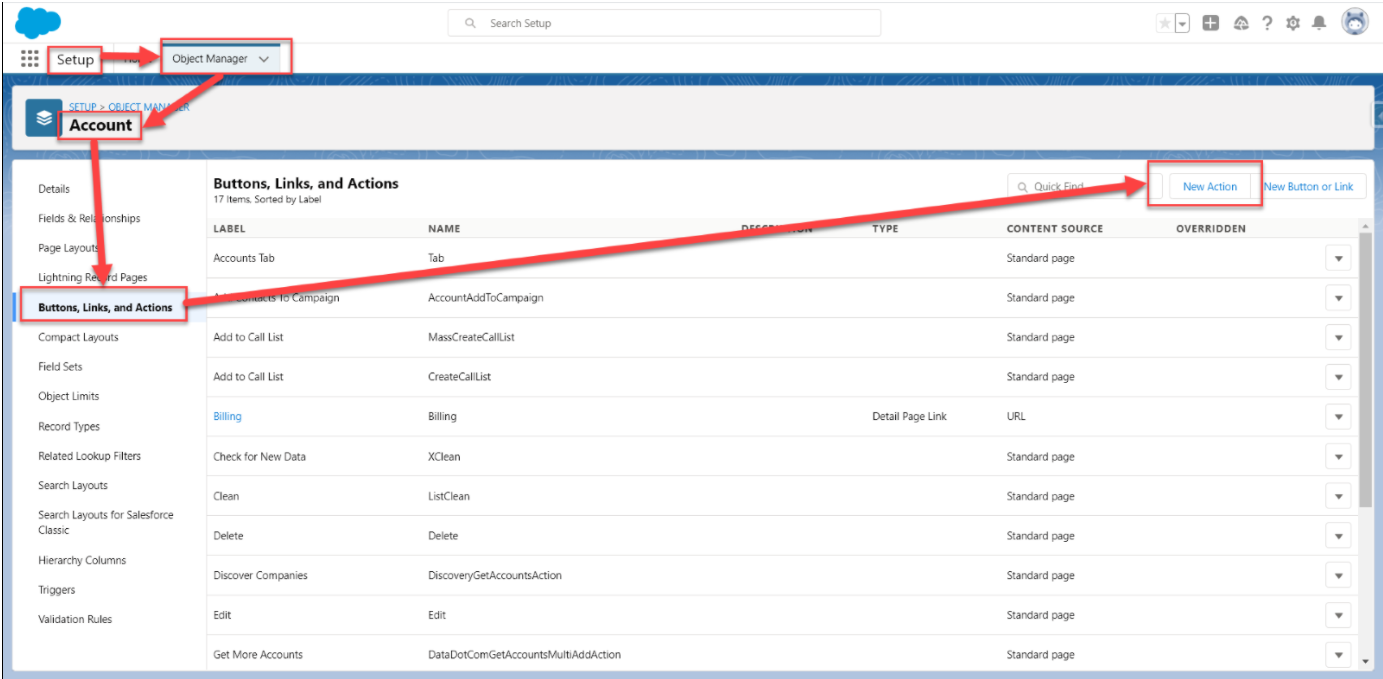 Search Setup
Setup
Object Manager
SETUP > OBJECT MANAGER
Account
Details
Fields & Relationships
Page Layouts
Lightning Record Pages
Buttons, Links, and Actions
Compact Layouts
Field Sets
Object Limits
Record Types
Related Lookup Filters
Search Layouts
Search Layouts for Salesforce
Classic
Hierarchy Columns
Triggers
Validation Rules
Buttons, Links, and Actions
17 Items, Sorted by Label
Quick Find
New Action
New Button or Link
LABEL NAME DESCRIPTION TYPE CONTENT SOURCE OVERRIDDEN
Accounts Tab Tab Standard page
Add Contacts To Campaign AccountAddToCampaign Standard page
Add to Call List MassCreateCallList Standard page
Add to Call List CreateCallList Standard page
Billing Billing Detail Page Link URL
Check for New Data XClean Standard page
Clean ListClean Standard page
Delete Delete Standard page
Discover Companies DiscoveryGetAccountsAction Standard page
Edit Edit Standard page
Get More Accounts DataDotComGetAccountsMultiAddAction Standard page